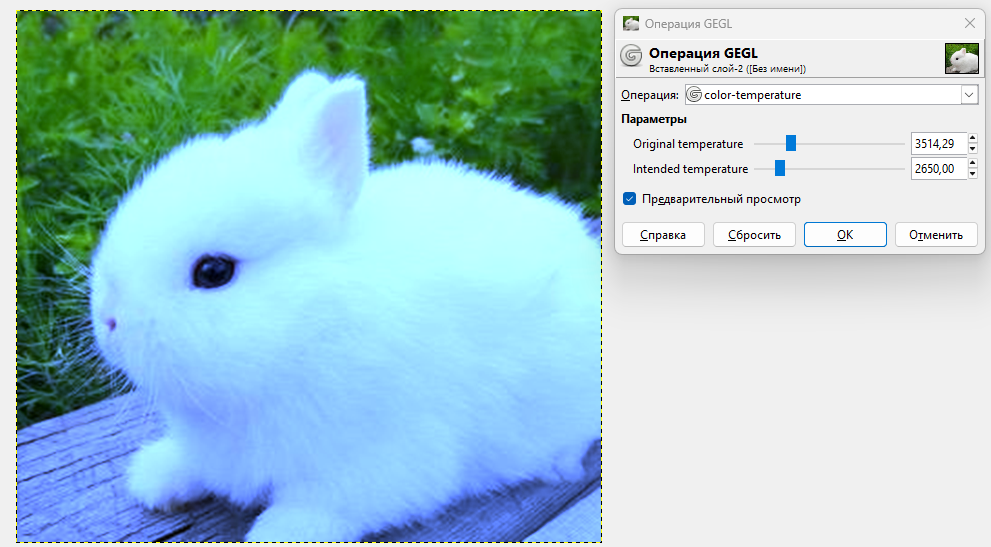 Операция GEGL
Операция GEGL
Вставленный слой-2 ([Без имени])
Операция: color-temperature
Параметры
Original temperature 3514,29
Intended temperature 2650,00
Предварительный просмотр
Справка Сбросить OK Отменить